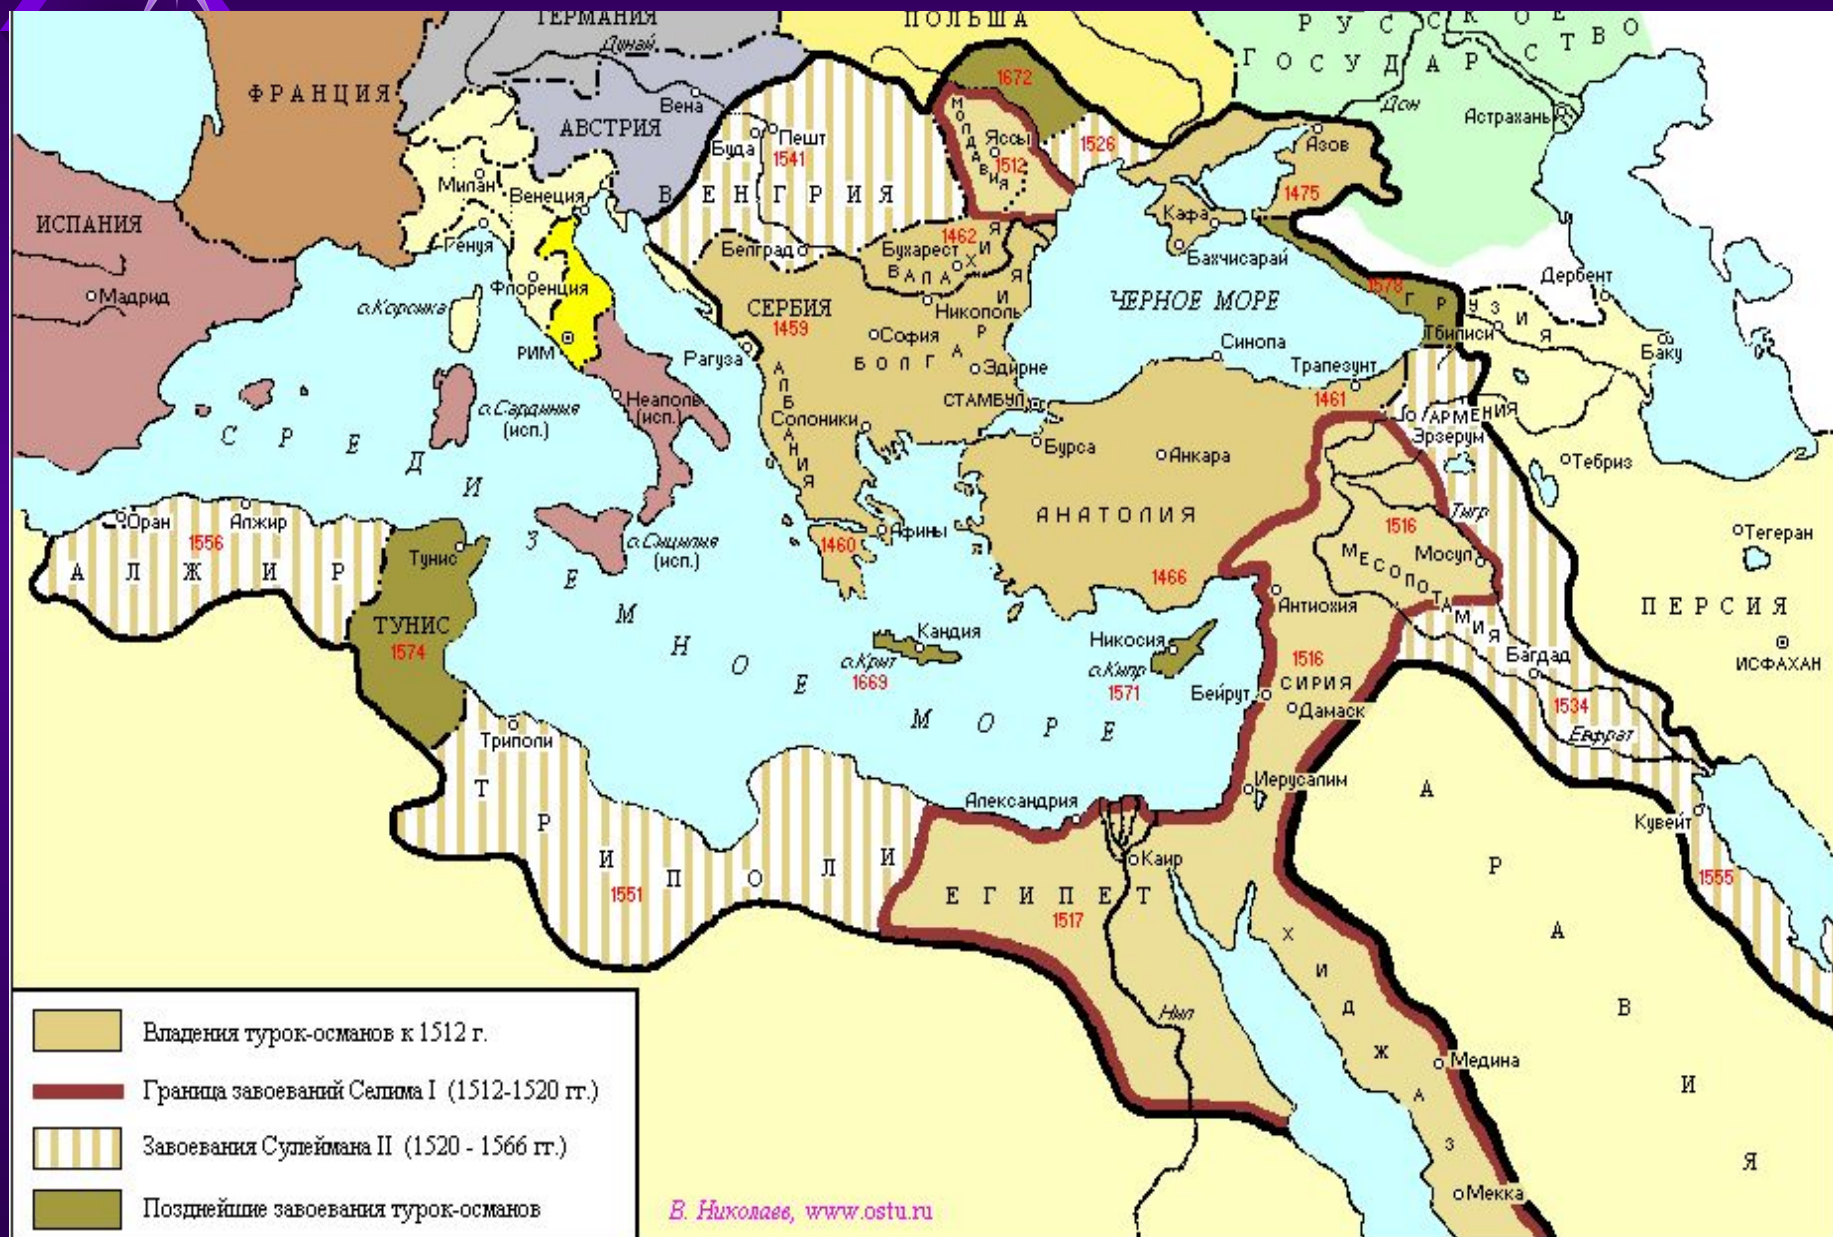 ГЕРМАНИЯ
ПОЛЬША
РУССКОЕ
ГОСУДАРСТВО
Дунай
ФРАНЦИЯ
Вена
АВСТРИЯ
1672
Дон
Астрахань
МОЛДАВИЯ
Яссы
1512
1526
Азов
1475
Буда
Пешт
1541
ВЕНГРИЯ
Милан
Венеция
Генуя
ИСПАНИЯ
Мадрид
Кафа
Бахчисарай
Белград
Бухарест
1462
ВАЛАХИЯ
Дербент
Флоренция
о.Корсика
РИМ
СЕРБИЯ
1459
Никополь
ЧЕРНОЕ МОРЕ
1578
ГРУЗИЯ
Тбилиси
Баку
София
БОЛГАРИЯ
Рагуза
Синопа
Трапезунт
1461
Эдирне
СТАМБУЛ
АЛБАНИЯ
Солоники
Неаполь
(исп.)
о.Сардиния
(исп.)
Бурса
Анкара
АРМЕНИЯ
Эрзерум
Тебриз
СРЕДИЗЕМНОЕ МОРЕ
Оран
Алжир
1556
АЛЖИР
Тунис
ТУНИС
1574
о.Сицилия
(исп.)
1460
Афины
АНАТОЛИЯ
1466
1516
Тигр
Мосул
МЕСОПОТАМИЯ
Тегеран
ПЕРСИЯ
ИСФАХАН
Антиохия
Кандия
о.Крит
1669
Никосия
о.Кипр
1571
1516
СИРИЯ
Бейрут
Дамаск
Багдад
1534
Евфрат
Триполи
ТРИПОЛИ
1551
Александрия
Иерусалим
Каир
ЕГИПЕТ
1517
Нил
Кувейт
1555
АРАВИЯ
ХИДЖАЗ
Медина
Мекка
Владения турок-османов к 1512 г.
Граница завоеваний Селима I (1512-1520 гг.)
Завоевания Сулеймана II (1520 - 1566 гг.)
Позднейшие завоевания турок-османов
В. Николаев, www.ostu.ru